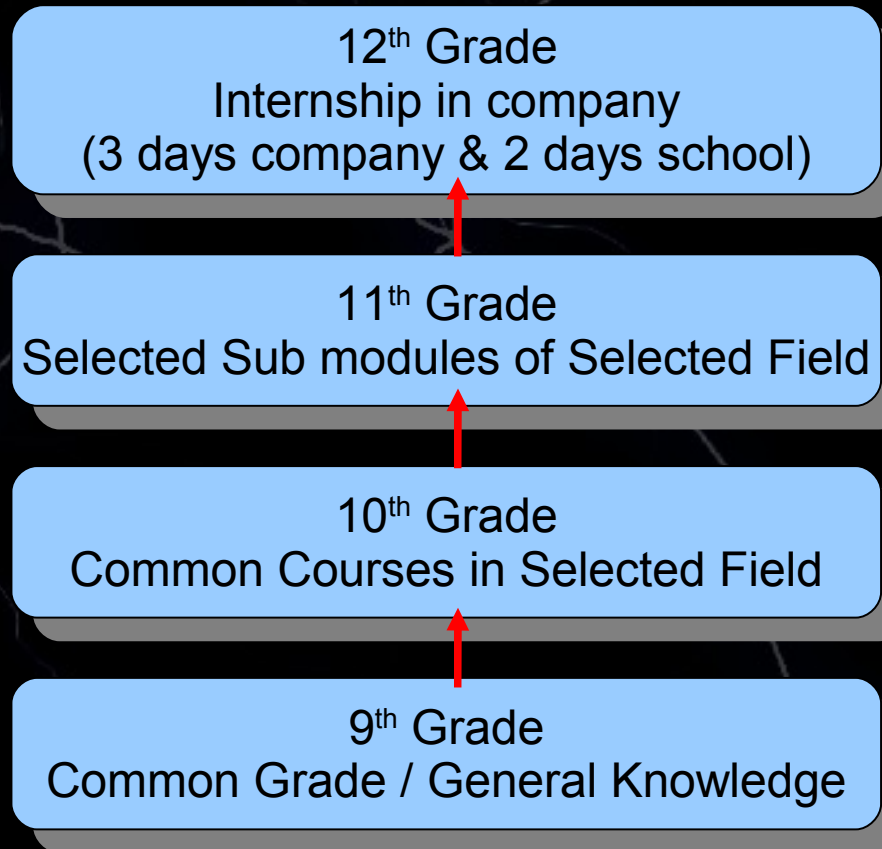 12th Grade
Internship in company
(3 days company & 2 days school)
11th Grade
Selected Sub modules of Selected Field
10th Grade
Common Courses in Selected Field
9th Grade
Common Grade / General Knowledge